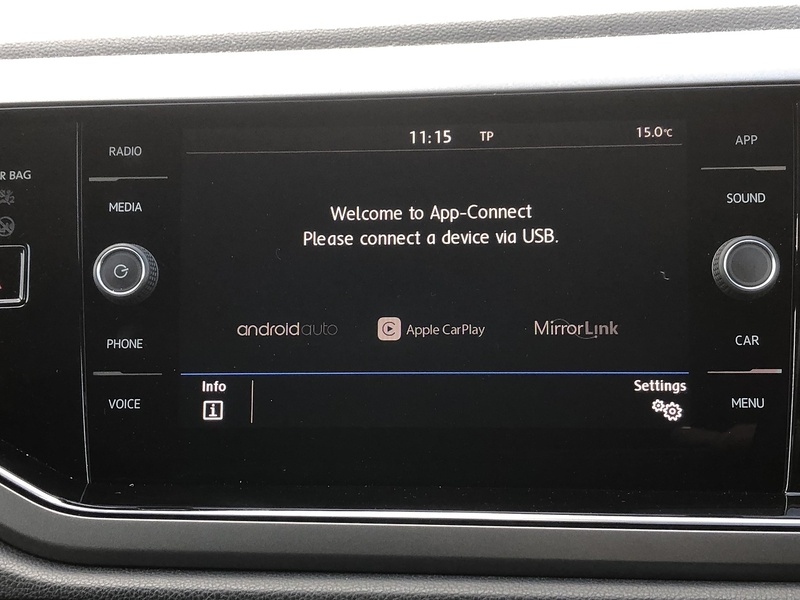 11:15 TP 15.0°C
RADIO
APP
R BAG
MEDIA
SOUND
Welcome to App-Connect
Please connect a device via USB.
androidauto Apple CarPlay MirrorLink
PHONE
CAR
Info
Settings
VOICE
MENU